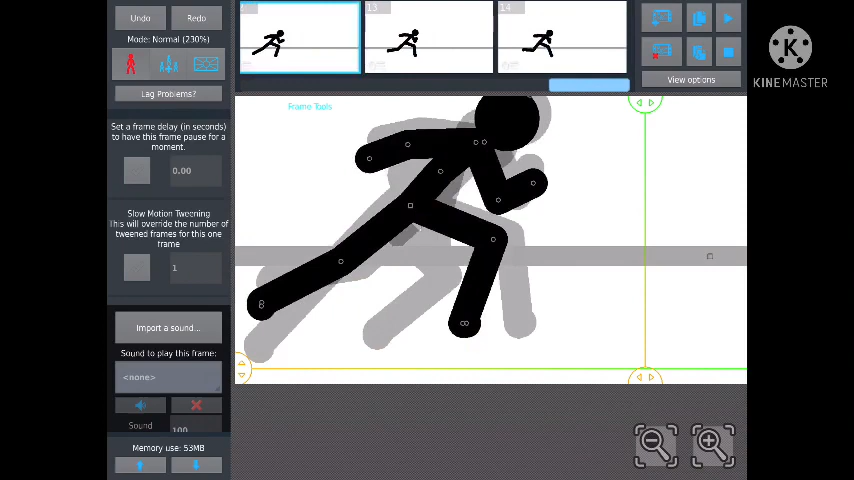 Undo
Redo
Mode: Normal (230%)
Lag Problems?
Set a frame delay (in seconds)
to have this frame pause for a
moment.
0.00
Slow Motion Tweening
This will override the number of
tweened frames for this one
frame
1
Import a sound...
Sound to play this frame:
<none>
Sound
100
Memory use: 53MB
13
14
View options
Frame Tools
K
KINEMASTER